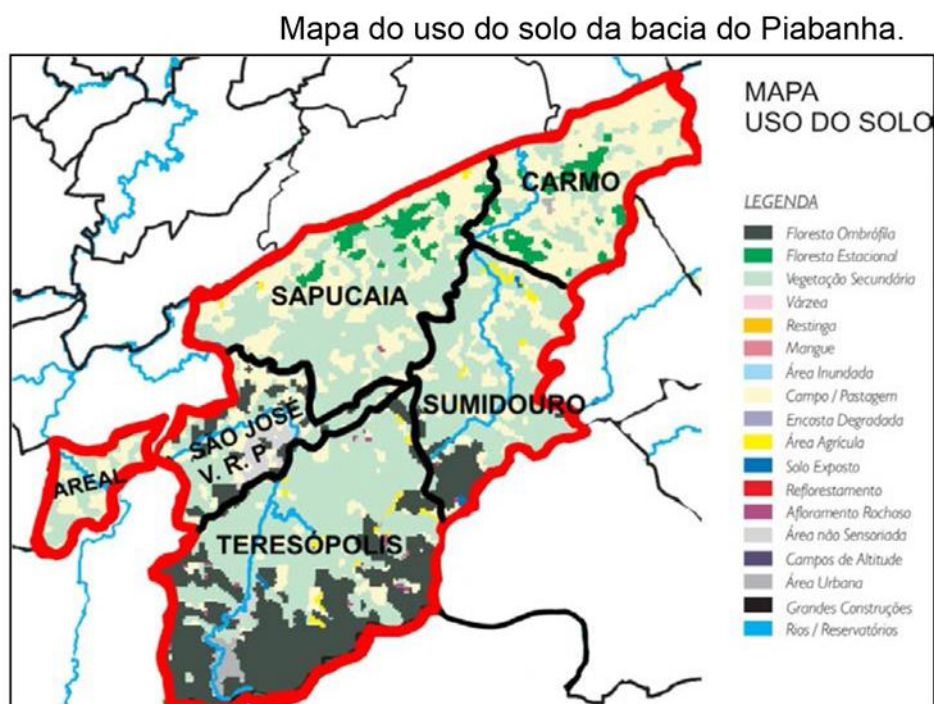 Mapa do uso do solo da bacia do Piabanha.
MAPA
USO DO SOLO
LEGENDA
Floresta Ombrófila
Floresta Estacional
Vegetação Secundária
Várzea
Restinga
Mangue
Área Inundada
Campo / Pastagem
Encosta Degradada
Área Agrícula
Solo Exposto
Reflorestamento
Afloramento Rochoso
Área não Sensoriada
Campos de Altitude
Área Urbana
Grandes Construções
Rios / Reservatórios
CARMO
SAPUCAIA
SUMIDOURO
SÃO JOSÉ
V. R. P.
AREAL
TERESÓPOLIS